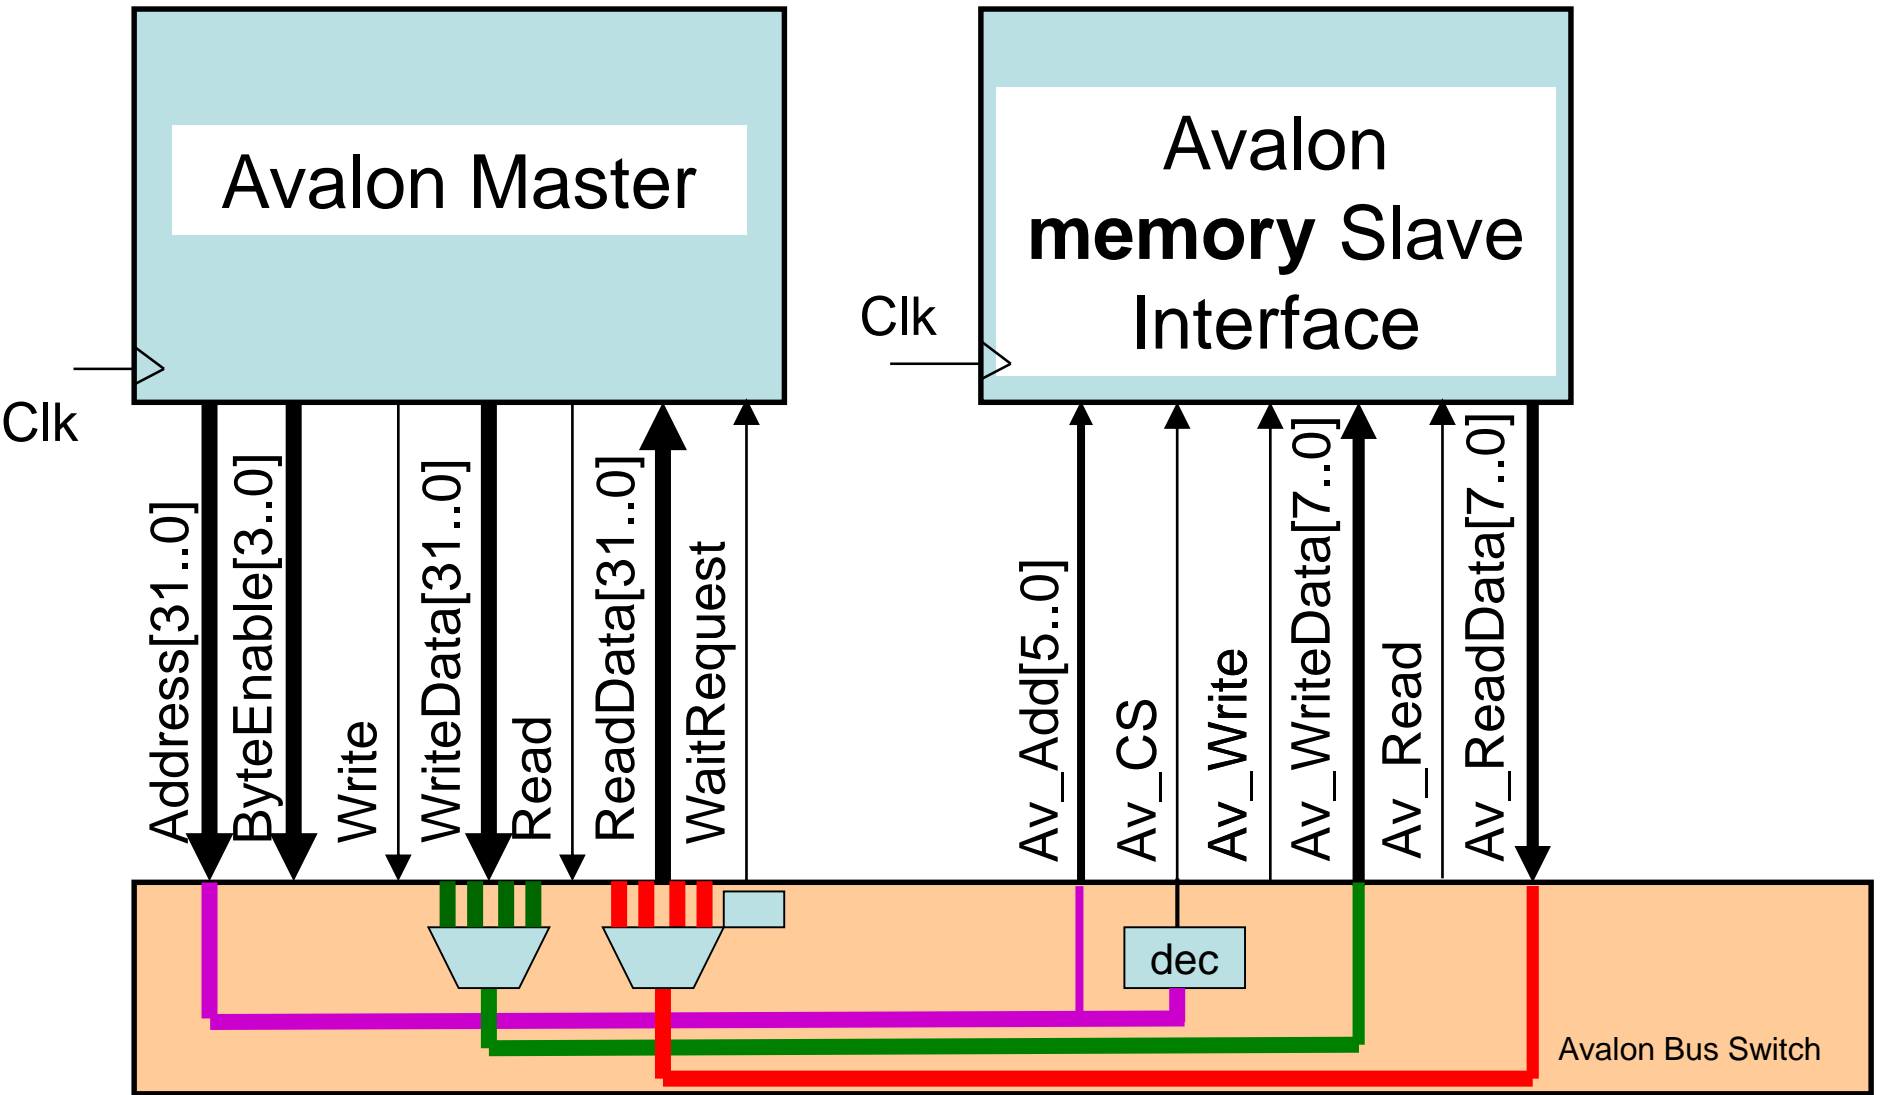 Avalon Master
Avalon
memory Slave
Interface
Clk
Clk
Address[31..0]
ByteEnable[3..0]
Write
WriteData[31..0]
Read
ReadData[31..0]
WaitRequest
Av_Add[5..0]
Av_CS
Av_Write
Av_WriteData[7..0]
Av_Read
Av_ReadData[7..0]
dec
Avalon Bus Switch